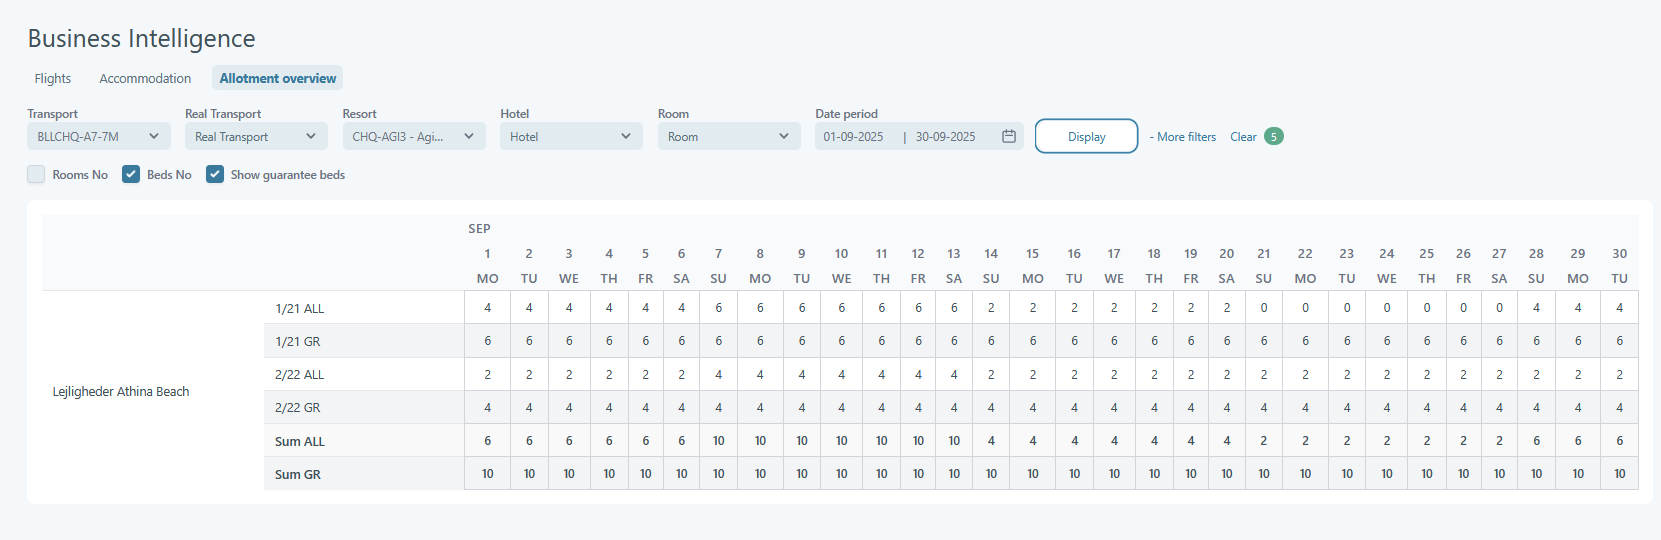 Business Intelligence
Flights Accommodation Allotment overview
Transport Real Transport Resort Hotel Room Date period
BLLCHQ-A7-7M Real Transport CHQ-AGI3 - Agi... Hotel Room 01-09-2025 | 30-09-2025 Display - More filters Clear 5
Rooms No Beds No Show guarantee beds
SEP
1 2 3 4 5 6 7 8 9 10 11 12 13 14 15 16 17 18 19 20 21 22 23 24 25 26 27 28 29 30
MO TU WE TH FR SA SU MO TU WE TH FR SA SU MO TU WE TH FR SA SU MO TU WE TH FR SA SU MO TU
1/21 ALL 4 4 4 4 4 4 6 6 6 6 6 6 6 2 2 2 2 2 2 2 0 0 0 0 0 0 0 4 4 4
1/21 GR 6 6 6 6 6 6 6 6 6 6 6 6 6 6 6 6 6 6 6 6 6 6 6 6 6 6 6 6 6 6
2/22 ALL 2 2 2 2 2 2 4 4 4 4 4 4 4 2 2 2 2 2 2 2 2 2 2 2 2 2 2 2 2 2
Lejligheder Athina Beach
2/22 GR 4 4 4 4 4 4 4 4 4 4 4 4 4 4 4 4 4 4 4 4 4 4 4 4 4 4 4 4 4 4
Sum ALL 6 6 6 6 6 6 10 10 10 10 10 10 10 4 4 4 4 4 4 4 2 2 2 2 2 2 2 6 6 6
Sum GR 10 10 10 10 10 10 10 10 10 10 10 10 10 10 10 10 10 10 10 10 10 10 10 10 10 10 10 10 10 10